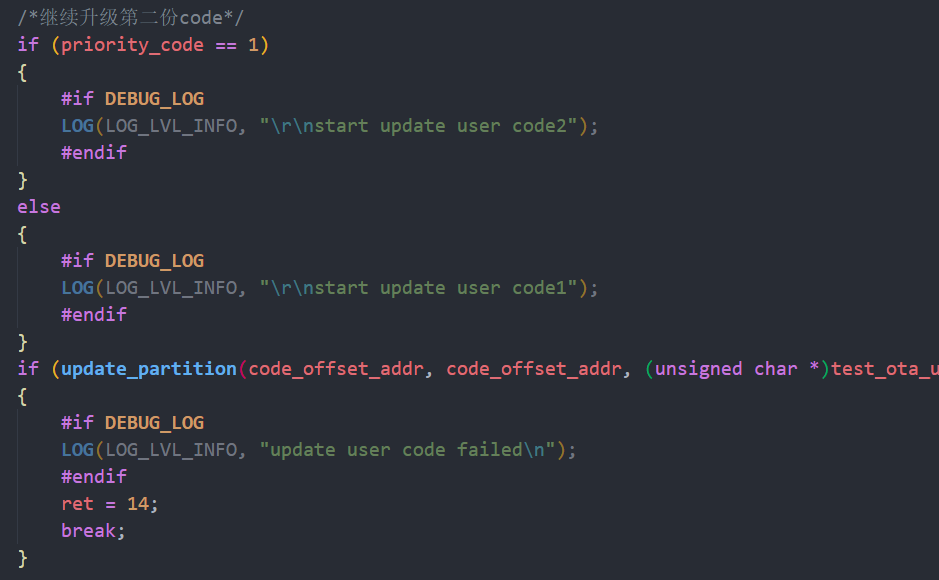 /*继续升级第二份code*/
if (priority_code == 1)
{
    #if DEBUG_LOG
    LOG(LOG_LVL_INFO, "\r\nstart update user code2");
    #endif
}
else
{
    #if DEBUG_LOG
    LOG(LOG_LVL_INFO, "\r\nstart update user code1");
    #endif
}
if (update_partition(code_offset_addr, code_offset_addr, (unsigned char *)test_ota_u
{
    #if DEBUG_LOG
    LOG(LOG_LVL_INFO, "update user code failed\n");
    #endif
    ret = 14;
    break;
}